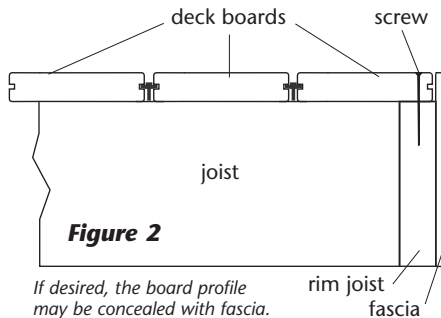 deck boards
screw
joist
Figure 2
If desired, the board profile
may be concealed with fascia.
rim joist
fascia